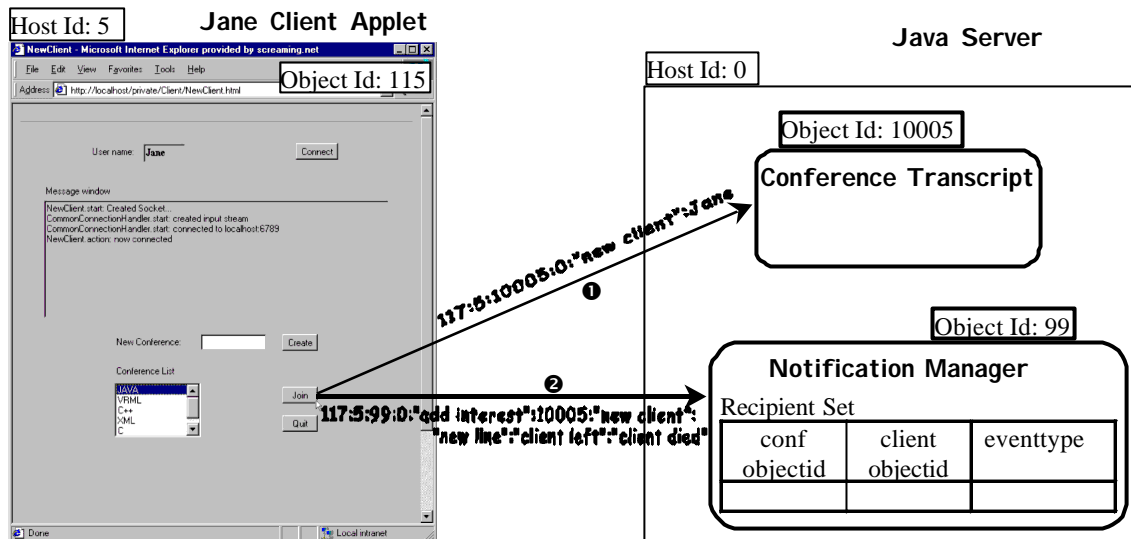 Host Id: 5
Jane Client Applet
NewClient - Microsoft Internet Explorer provided by screaming.net
File Edit View Favorites Tools Help
Object Id: 115
Address http://localhost/private/Client/NewClient.html
User name: Jane
Connect
Message window
NewClient.start: Created Socket...
CommonConnectionHandler.start: created input stream
CommonConnectionHandler.start: connected to localhost:6789
NewClient.action: now connected
New Conference:
Create
Conference List
JAVA
VRML
C++
XML
C
Join
Quit
Done
Local intranet
117:5:10005:0:"new client":Jane
❶
❷
117:5:99:0:"add interest":10005:"new client":
"new line":"client left":"client died"
Java Server
Host Id: 0
Object Id: 10005
Conference Transcript
Object Id: 99
Notification Manager
Recipient Set
conf objectid
client objectid
eventtype